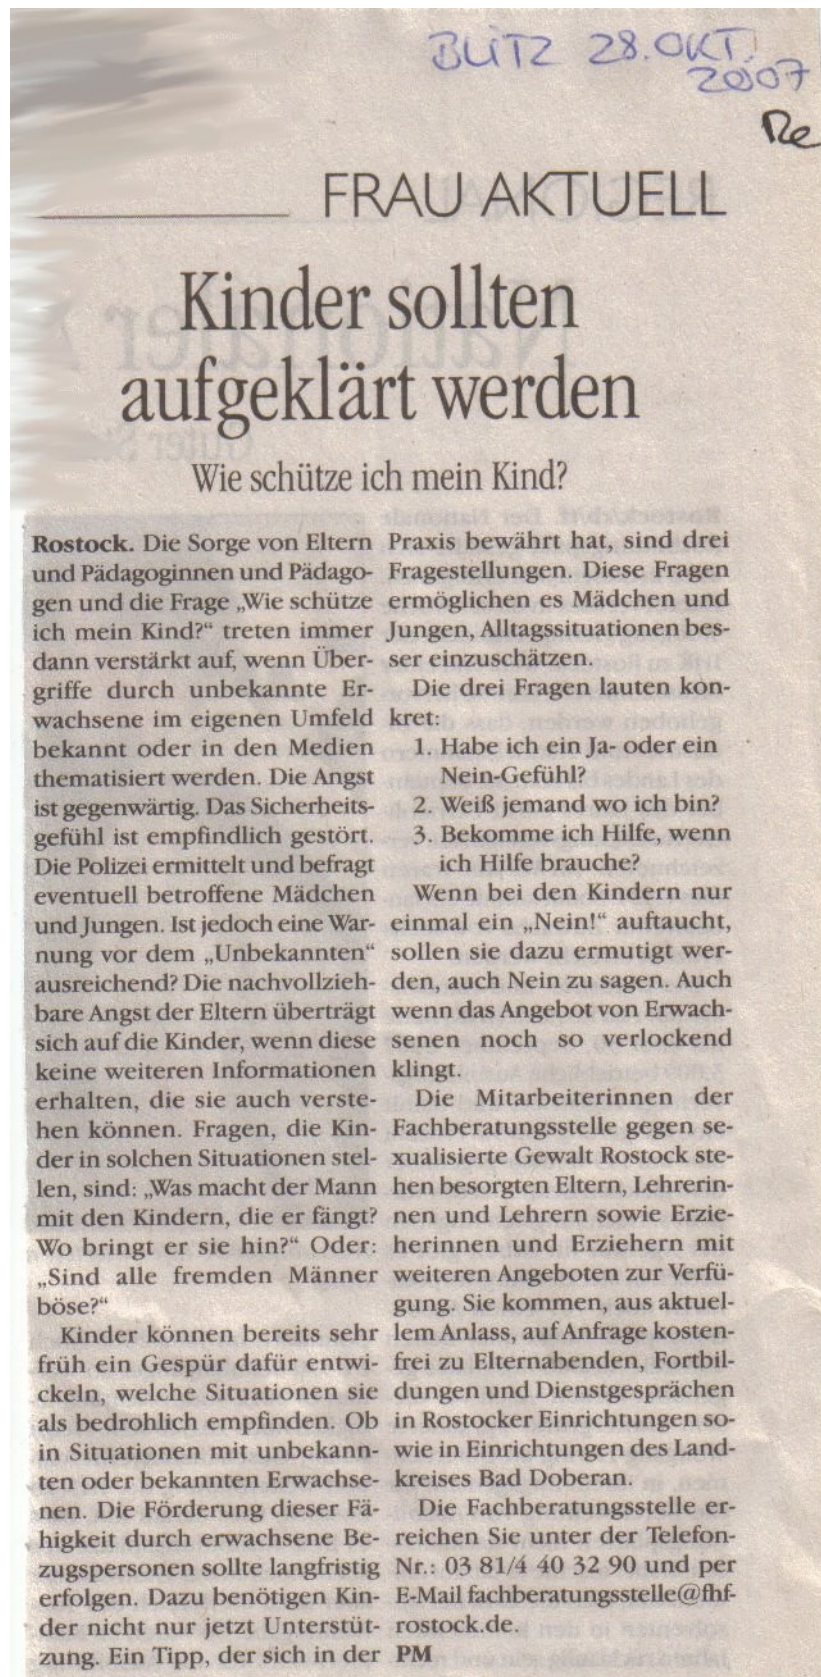 BLITZ 28. OKT.
2007
Re
FRAU AKTUELL
Kinder sollten
aufgeklärt werden
Wie schütze ich mein Kind?
Rostock. Die Sorge von Eltern
und Pädagoginnen und Pädago-
gen und die Frage „Wie schütze
ich mein Kind?“ treten immer
dann verstärkt auf, wenn Über-
griffe durch unbekannte Er-
wachsene im eigenen Umfeld
bekannt oder in den Medien
thematisiert werden. Die Angst
ist gegenwärtig. Das Sicherheits-
gefühl ist empfindlich gestört.
Die Polizei ermittelt und befragt
eventuell betroffene Mädchen
und Jungen. Ist jedoch eine War-
nung vor dem „Unbekannten“
ausreichend? Die nachvollzieh-
bare Angst der Eltern überträgt
sich auf die Kinder, wenn diese
keine weiteren Informationen
erhalten, die sie auch verste-
hen können. Fragen, die Kin-
der in solchen Situationen stel-
len, sind: „Was macht der Mann
mit den Kindern, die er fängt?
Wo bringt er sie hin?“ Oder:
„Sind alle fremden Männer
böse?“
Kinder können bereits sehr
früh ein Gespür dafür entwi-
ckeln, welche Situationen sie
als bedrohlich empfinden. Ob
in Situationen mit unbekann-
ten oder bekannten Erwachse-
nen. Die Förderung dieser Fä-
higkeit durch erwachsene Be-
zugspersonen sollte langfristig
erfolgen. Dazu benötigen Kin-
der nicht nur jetzt Unterstüt-
zung. Ein Tipp, der sich in der
Praxis bewährt hat, sind drei
Fragestellungen. Diese Fragen
ermöglichen es Mädchen und
Jungen, Alltagssituationen bes-
ser einzuschätzen.
Die drei Fragen lauten kon-
kret:
1. Habe ich ein Ja- oder ein
Nein-Gefühl?
2. Weiß jemand wo ich bin?
3. Bekomme ich Hilfe, wenn
ich Hilfe brauche?
Wenn bei den Kindern nur
einmal ein „Nein!“ auftaucht,
sollen sie dazu ermutigt wer-
den, auch Nein zu sagen. Auch
wenn das Angebot von Erwach-
senen noch so verlockend
klingt.
Die Mitarbeiterinnen der
Fachberatungsstelle gegen se-
xualisierte Gewalt Rostock ste-
hen besorgten Eltern, Lehrerin-
nen und Lehrern sowie Erzie-
herinnen und Erziehern mit
weiteren Angeboten zur Verfü-
gung. Sie kommen, aus aktuel-
lem Anlass, auf Anfrage kosten-
frei zu Elternabenden, Fortbil-
dungen und Dienstgesprächen
in Rostocker Einrichtungen so-
wie in Einrichtungen des Land-
kreises Bad Doberan.
Die Fachberatungsstelle er-
reichen Sie unter der Telefon-
Nr.: 03 81/4 40 32 90 und per
E-Mail fachberatungsstelle@fhf-
rostock.de.
PM